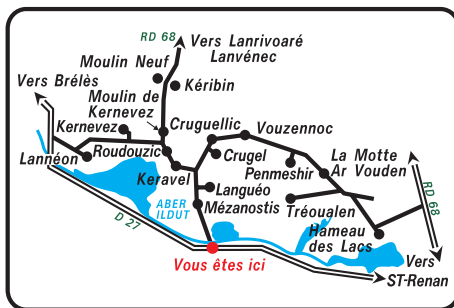 RD 68
Vers Lanrivoaré
Lanvénec
Moulin Neuf
Vers Brélès
Kéribin
Moulin de
Kernevez
Kernevez
Cruguellic
Vouzennoc
Lannéon
Roudouzic
Crugel
La Motte
Penmeshir
Ar Vouden
Keravel
Languéo
RD 68
ABER
ILDUT
Mézanostis
Tréoualen
D 27
Hameau
des Lacs
Vous êtes ici
Vers
ST-Renan